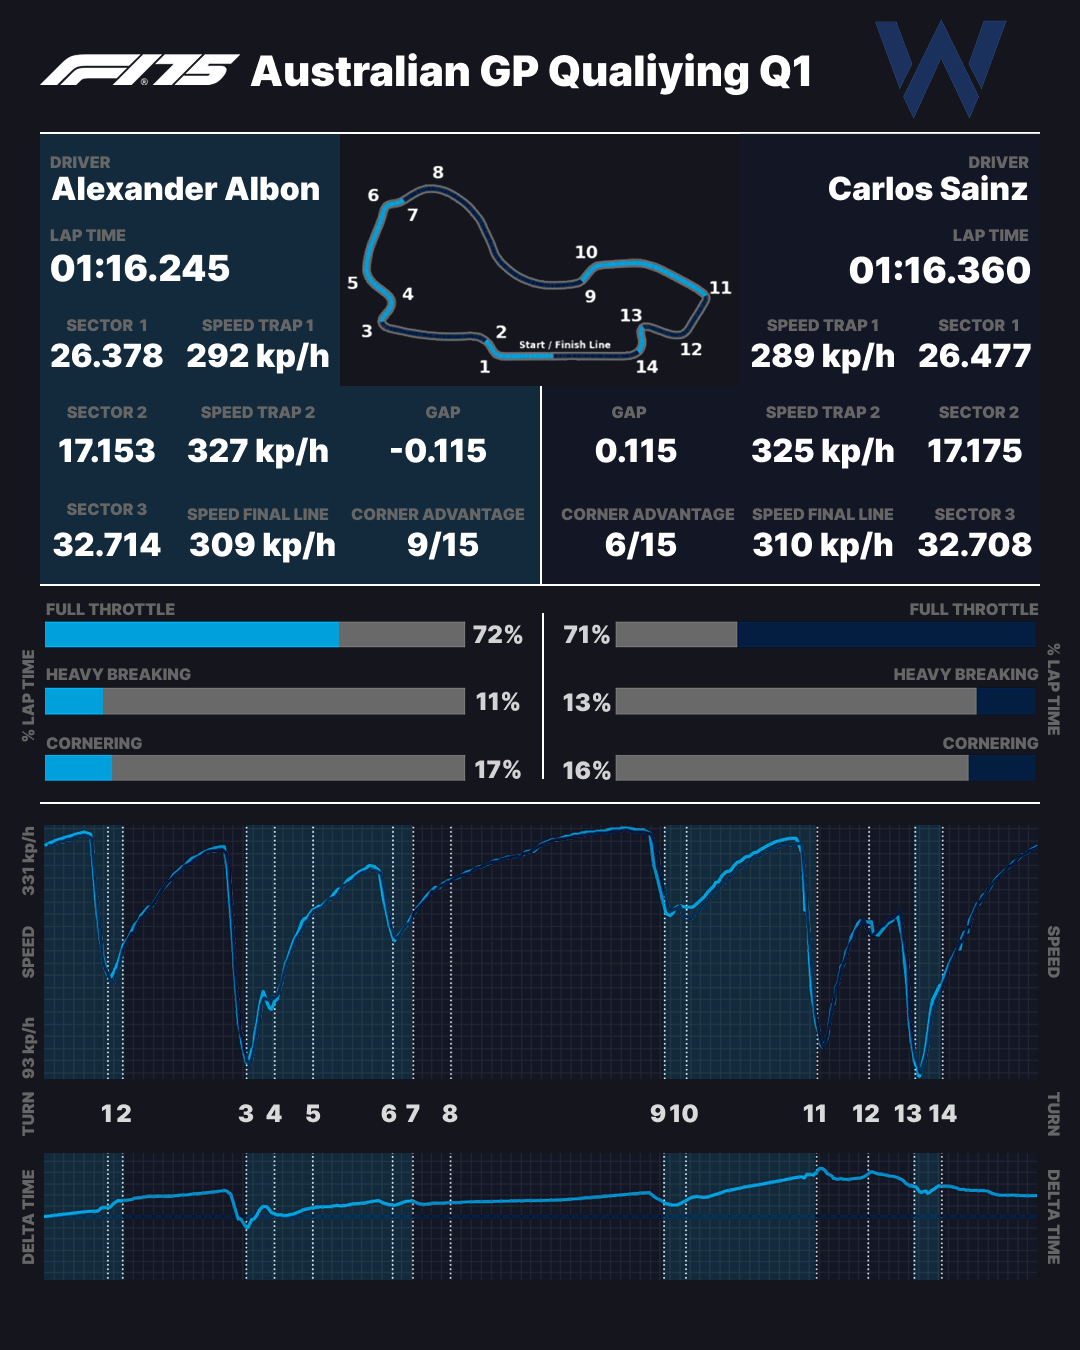 F1 75 Australian GP Qualiying Q1
DRIVER
Alexander Albon
LAP TIME
01:16.245
SECTOR 1 SPEED TRAP 1
26.378 292 kp/h
SECTOR 2 SPEED TRAP 2 GAP
17.153 327 kp/h -0.115
SECTOR 3 SPEED FINAL LINE CORNER ADVANTAGE
32.714 309 kp/h 9/15
8
6
7
10
5
4
9
11
3
2
13
Start / Finish Line
12
1
14
DRIVER
Carlos Sainz
LAP TIME
01:16.360
SPEED TRAP 1 SECTOR 1
289 kp/h 26.477
GAP SPEED TRAP 2 SECTOR 2
0.115 325 kp/h 17.175
CORNER ADVANTAGE SPEED FINAL LINE SECTOR 3
6/15 310 kp/h 32.708
% LAP TIME
FULL THROTTLE
72%
HEAVY BREAKING
11%
CORNERING
17%
FULL THROTTLE
71%
HEAVY BREAKING
13%
CORNERING
16%
% LAP TIME
331 kp/h
SPEED
93 kp/h
SPEED
TURN
1 2 3 4 5 6 7 8 9 10 11 12 13 14
TURN
DELTA TIME
DELTA TIME